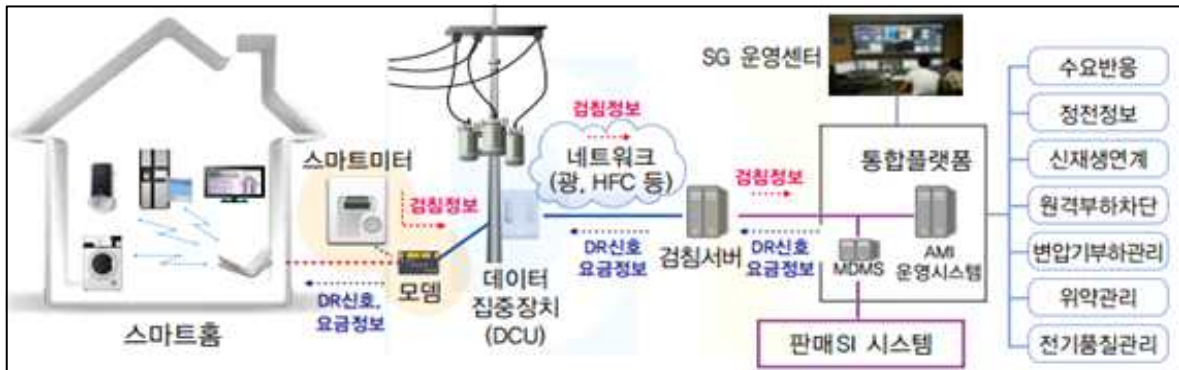 SG 운영센터
수요반응
정전정보
신재생연계
원격부하차단
변압기부하관리
위약관리
전기품질관리
검침정보
네트워크
(광, HFC 등)
통합플랫폼
스마트미터
검침정보
검침정보
DR신호
요금정보
검침서버
DR신호
요금정보
MDMS
AMI
운영시스템
모뎀
데이터
집중장치
(DCU)
DR신호,
요금정보
스마트홈
판매SI 시스템